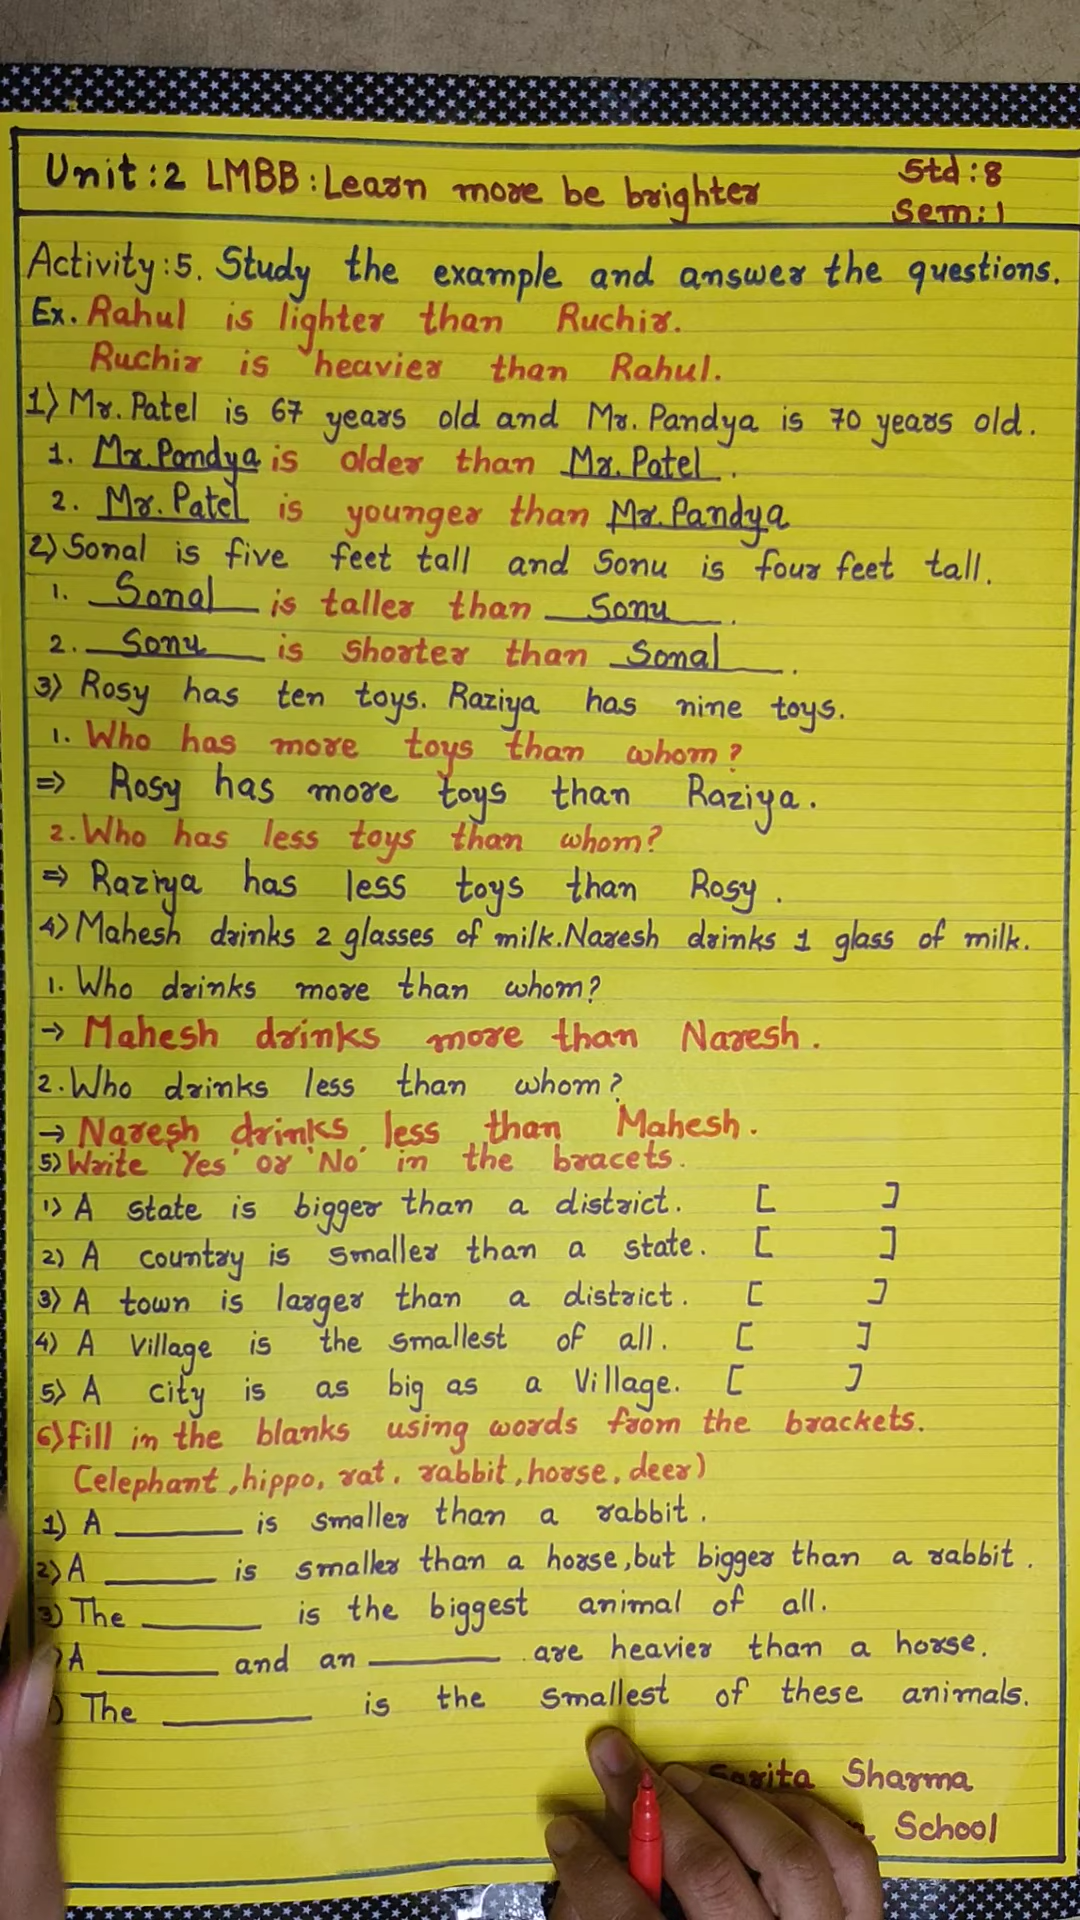 Unit:2 LMBB:Learn more be brighter
Std:8
Sem:1
Activity:5. Study the example and answer the questions.
Ex. Rahul is lighter than Ruchir.
Ruchir is heavier than Rahul.
1) Mr. Patel is 67 years old and Mr. Pandya is 70 years old.
1. Mr. Pandya is older than Mr. Patel.
2. Mr. Patel is younger than Mr. Pandya
2) Sonal is five feet tall and Sonu is four feet tall.
1. Sonal is taller than Sonu.
2. Sonu is shorter than Sonal.
3) Rosy has ten toys. Raziya has nine toys.
1. Who has more toys than whom?
⇒ Rosy has more toys than Raziya.
2. Who has less toys than whom?
⇒ Raziya has less toys than Rosy.
4) Mahesh drinks 2 glasses of milk. Naresh drinks 1 glass of milk.
1. Who drinks more than whom?
→ Mahesh drinks more than Naresh.
2. Who drinks less than whom?
→ Naresh drinks less than Mahesh.
5) Write 'Yes' or 'No' in the bracets.
1) A state is bigger than a district. [ ]
2) A country is smaller than a state. [ ]
3) A town is larger than a district. [ ]
4) A village is the smallest of all. [ ]
5) A city is as big as a village. [ ]
6) fill in the blanks using words from the brackets.
(elephant, hippo, rat, rabbit, horse, deer)
1) A ______ is smaller than a rabbit.
2) A ______ is smaller than a horse, but bigger than a rabbit.
3) The ______ is the biggest animal of all.
) A ______ and an ______ are heavier than a horse.
) The ______ is the smallest of these animals.
Sarita Sharma
School